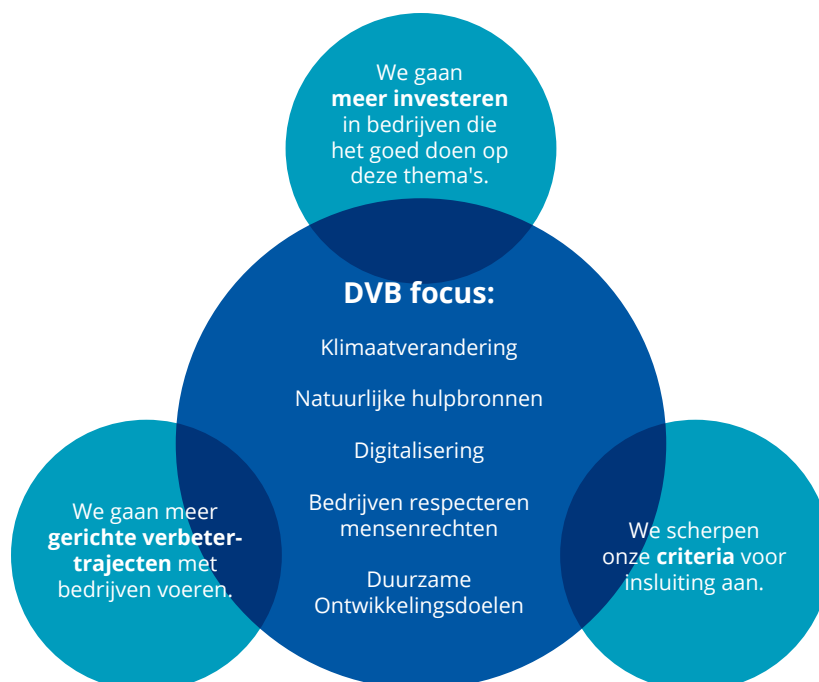 We gaan
meer investeren
in bedrijven die
het goed doen op
deze thema's.
DVB focus:
Klimaatverandering
Natuurlijke hulpbronnen
Digitalisering
Bedrijven respecteren
mensenrechten
Duurzame
Ontwikkelingsdoelen
We gaan meer
gerichte verbeter-
trajecten met
bedrijven voeren.
We scherpen
onze criteria voor
insluiting aan.